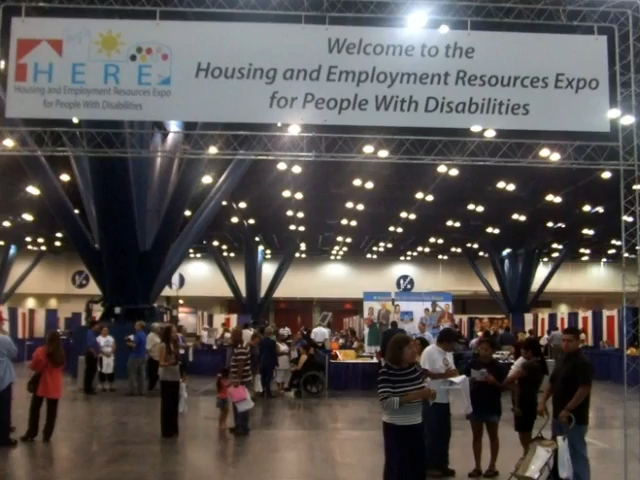 HERE
Housing and Employment Resources Expo
for People With Disabilities
Welcome to the
Housing and Employment Resources Expo
for People With Disabilities